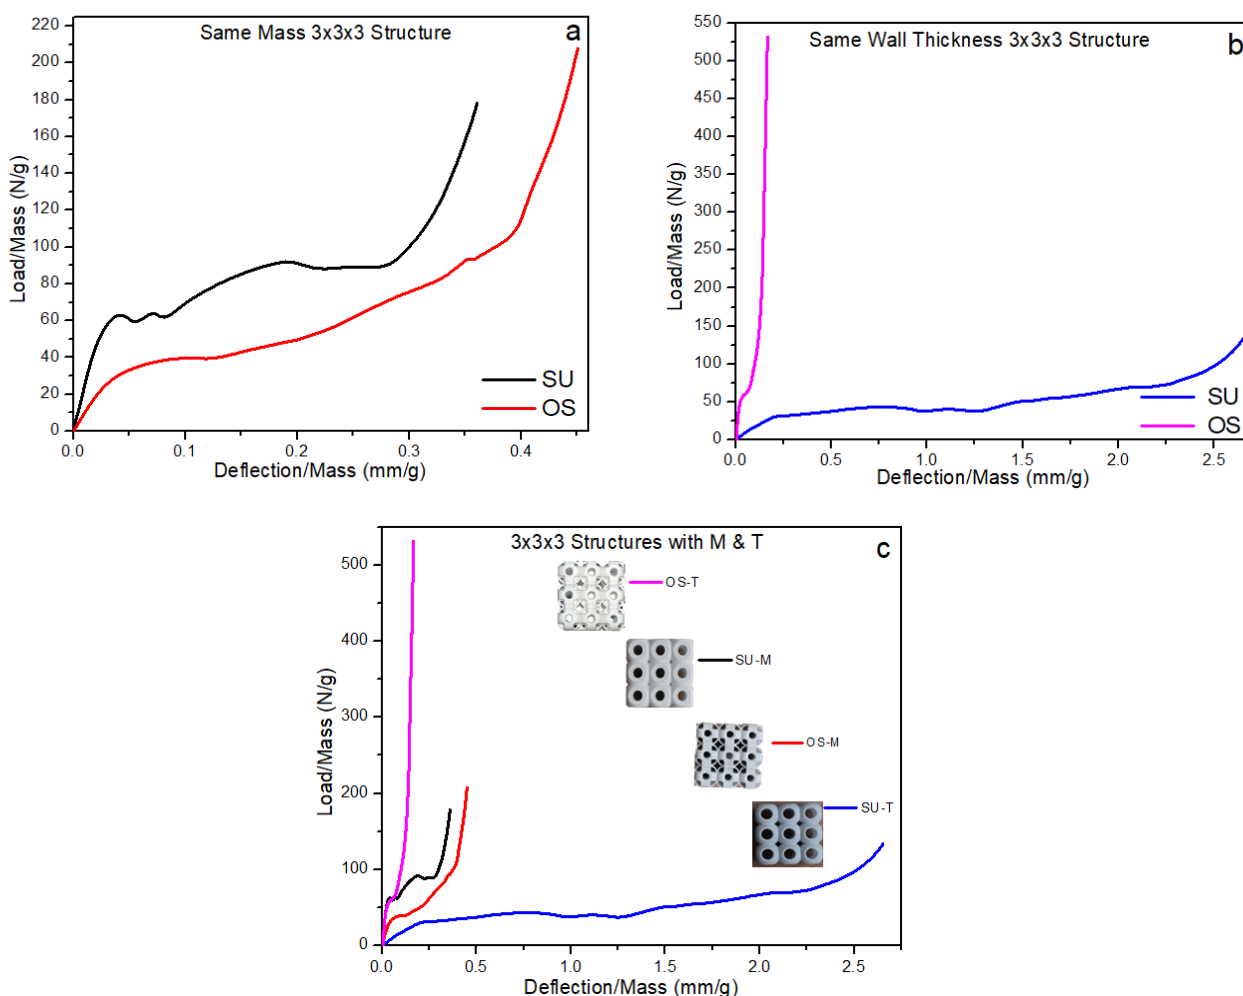 Same Mass 3x3x3 Structure
a
220
200
180
160
140
120
100
80
60
40
20
0
Load/Mass (N/g)
0.0
0.1
0.2
0.3
0.4
Deflection/Mass (mm/g)
SU
OS
Same Wall Thickness 3x3x3 Structure
b
550
500
450
400
350
300
250
200
150
100
50
0
Load/Mass (N/g)
0.0
0.5
1.0
1.5
2.0
2.5
Deflection/Mass (mm/g)
SU
OS
3x3x3 Structures with M & T
c
500
400
300
200
100
0
Load/Mass (N/g)
OS-T
SU-M
OS-M
SU-T
0.0
0.5
1.0
1.5
2.0
2.5
Deflection/Mass (mm/g)